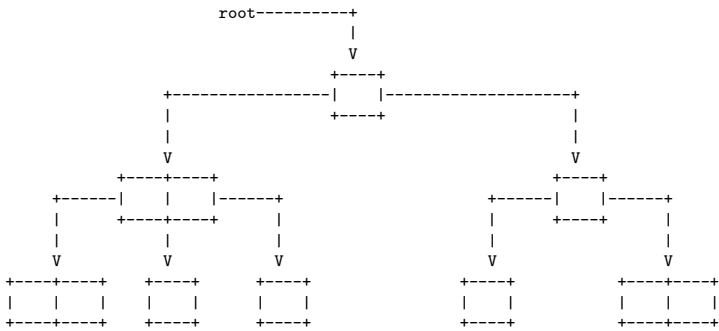 root----------+
|
V
+----+
+----------------| |------------------+
| +----+ |
| |
V V
+----+----+ +----+
+------| | |------+ +------| |------+
| +----+----+ | | +----+ |
| | | | |
V V V V V
+----+----+ +----+ +----+ +----+ +----+----+
| | | | | | | | | | | |
+----+----+ +----+ +----+ +----+ +----+----+